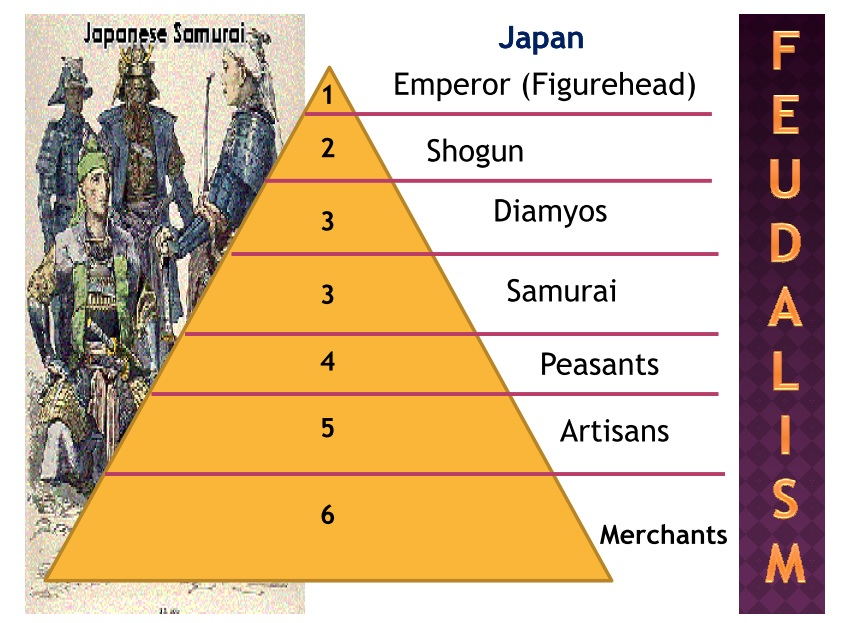 Japanese Samurai
Japan
1
Emperor (Figurehead)
2
Shogun
3
Diamyos
3
Samurai
4
Peasants
5
Artisans
6
Merchants
FEUDALISM